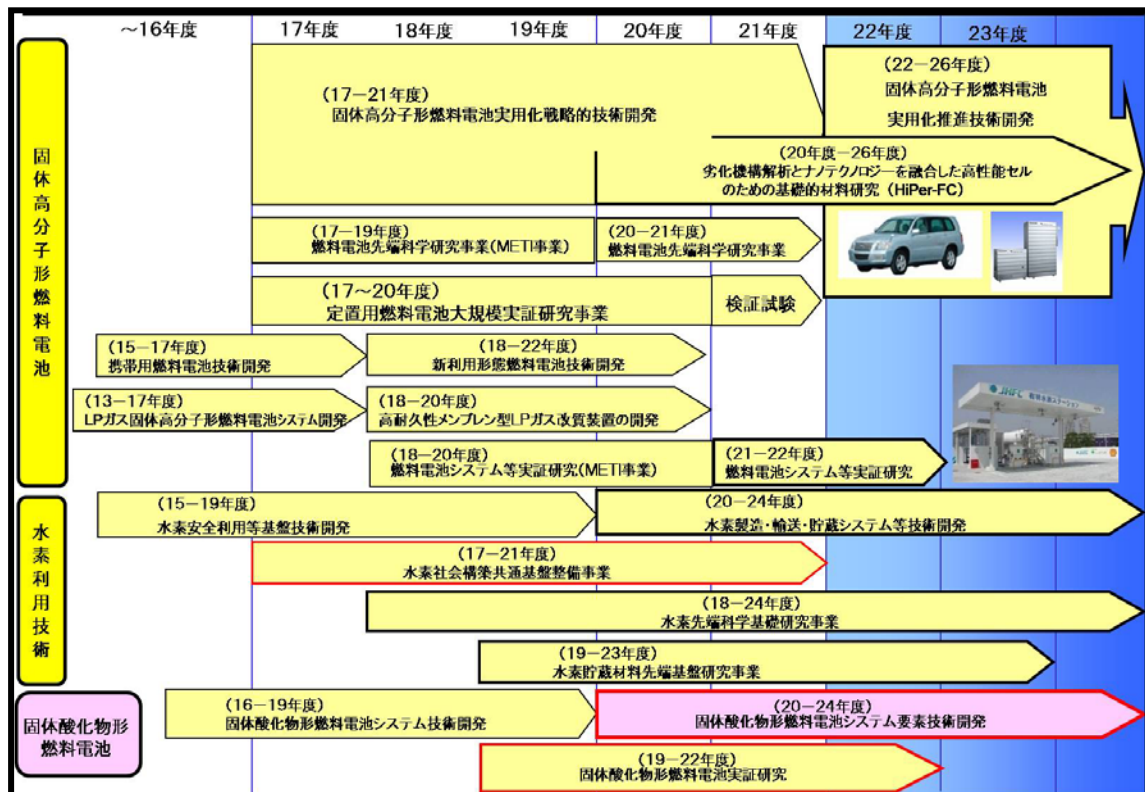 ～16年度
17年度
18年度
19年度
20年度
21年度
22年度
23年度
固体高分子形燃料電池
(17－21年度)
固体高分子形燃料電池実用化戦略的技術開発
(22－26年度)
固体高分子形燃料電池
実用化推進技術開発
(20年度－26年度)
劣化機構解析とナノテクノロジーを融合した高性能セル
のための基礎的材料研究（HiPer-FC）
(17－19年度)
燃料電池先端科学研究事業(METI事業)
(20－21年度)
燃料電池先端科学研究事業
(17～20年度)
定置用燃料電池大規模実証研究事業
検証試験
(15－17年度)
携帯用燃料電池技術開発
(18－22年度)
新利用形態燃料電池技術開発
(13－17年度)
LPガス固体高分子形燃料電池システム開発
(18－20年度)
高耐久性メンブレン型LPガス改質装置の開発
(18－20年度)
燃料電池システム等実証研究(METI事業)
(21－22年度)
燃料電池システム等実証研究
JHFC
水素利用技術
(15－19年度)
水素安全利用等基盤技術開発
(20－24年度)
水素製造・輸送・貯蔵システム等技術開発
(17－21年度)
水素社会構築共通基盤整備事業
(18－24年度)
水素先端科学基礎研究事業
(19－23年度)
水素貯蔵材料先端基盤研究事業
固体酸化物形
燃料電池
(16－19年度)
固体酸化物形燃料電池システム技術開発
(20－24年度)
固体酸化物形燃料電池システム要素技術開発
(19－22年度)
固体酸化物形燃料電池実証研究